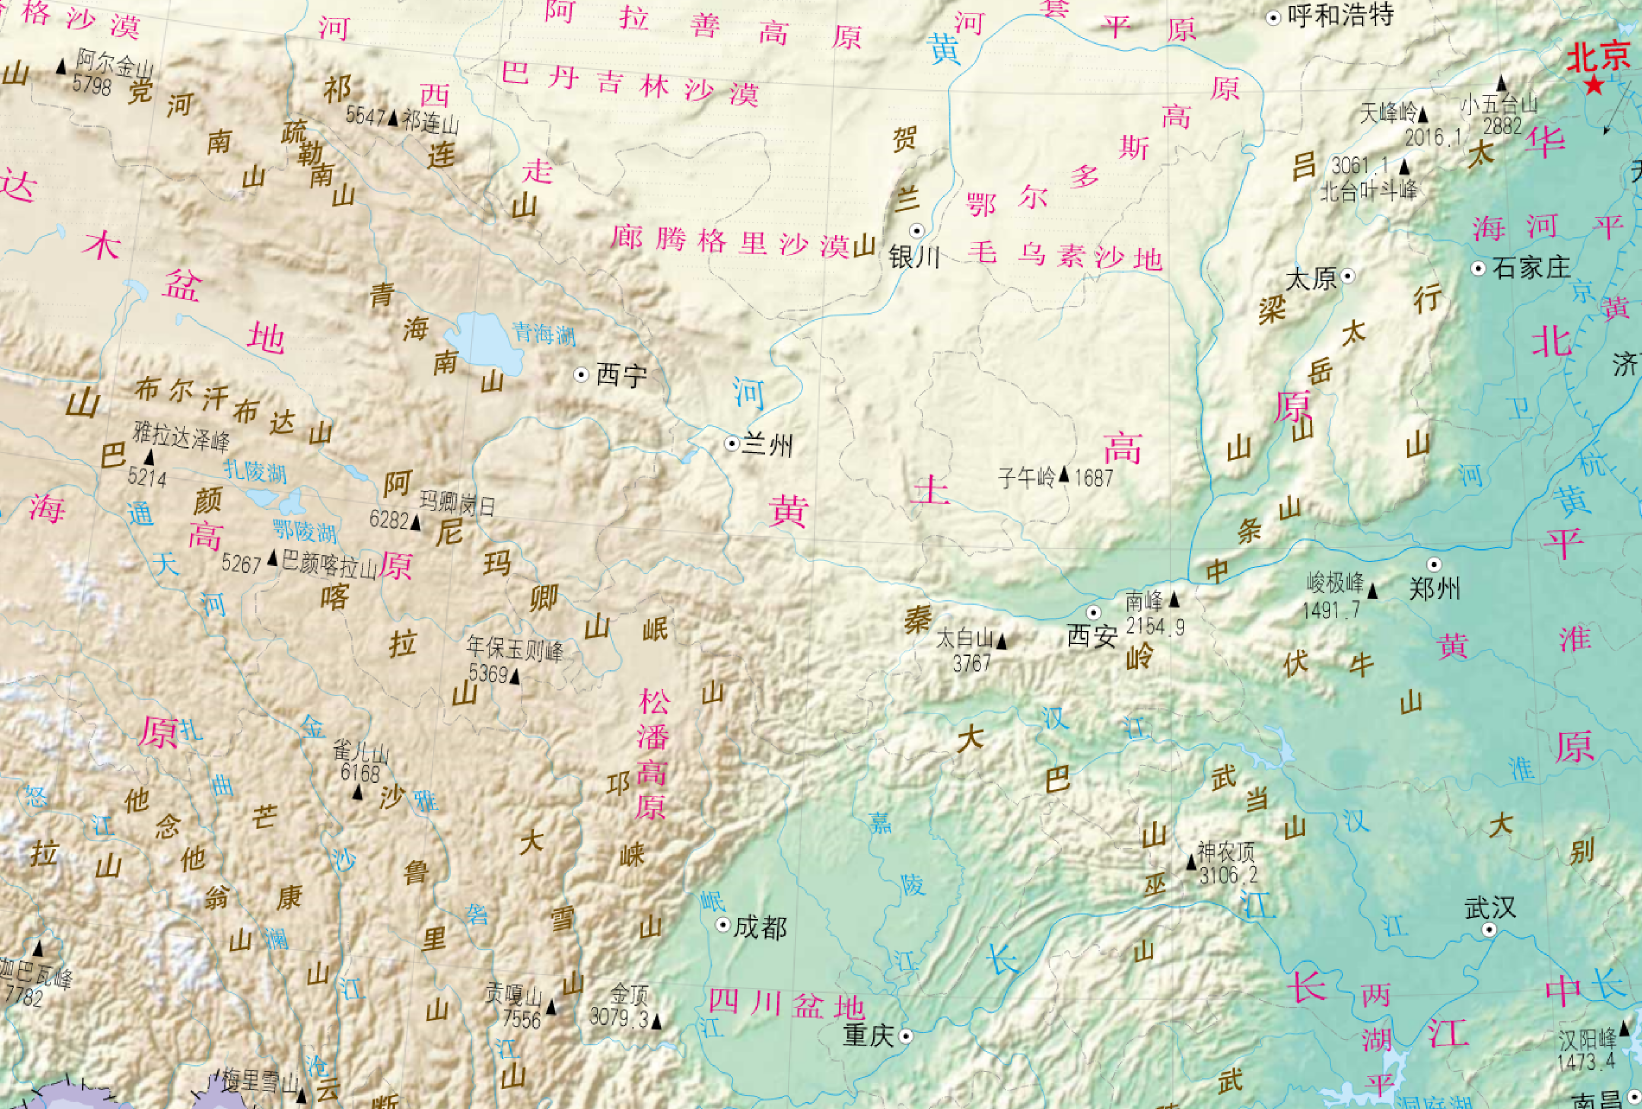 格沙漠
河西走廊
阿拉善高原
巴丹吉林沙漠
腾格里沙漠
河套平原
鄂尔多斯高原
毛乌素沙地
黄河
呼和浩特
北京
阿尔金山
5798
党河南山
疏勒南山
祁连山
5547 祁连山
贺兰山
银川
吕梁山
天峰岭
2016.1
小五台山
2882
3061.1
北台叶斗峰
太行山
太岳山
太原
石家庄
华北平原
海河平
黄淮
黄
京杭
卫河
济
达木盆地
山
青海南山
青海湖
西宁
兰州
布尔汗布达山
雅拉达泽峰
5214
扎陵湖
鄂陵湖
巴颜喀拉山
5267 巴颜喀拉山
阿尼玛卿山
玛卿岗日
6282
海高原
原
通天河
年保玉则峰
5369
岷山
松潘高原
黄土高原
子午岭 1687
中条山
秦岭
太白山
3767
西安
南峰
2154.9
峻极峰
1491.7
郑州
伏牛山
汉江
大巴山
武当山
神农顶
3106.2
巫山
汉江
淮
大别
武汉
长江
长江中
长
两湖平
洞庭湖
汉阳峰
1473.4
南昌
武
嘉陵江
岷江
成都
四川盆地
重庆
邛崃山
大雪山
贡嘎山
7556
金顶
3079.3
雅砻江
金沙江
雀儿山
6168
沙鲁里山
芒康山
扎曲
澜沧江
怒江
他念他翁山
拉
山
迦巴瓦峰
7782
梅里雪山
云
断